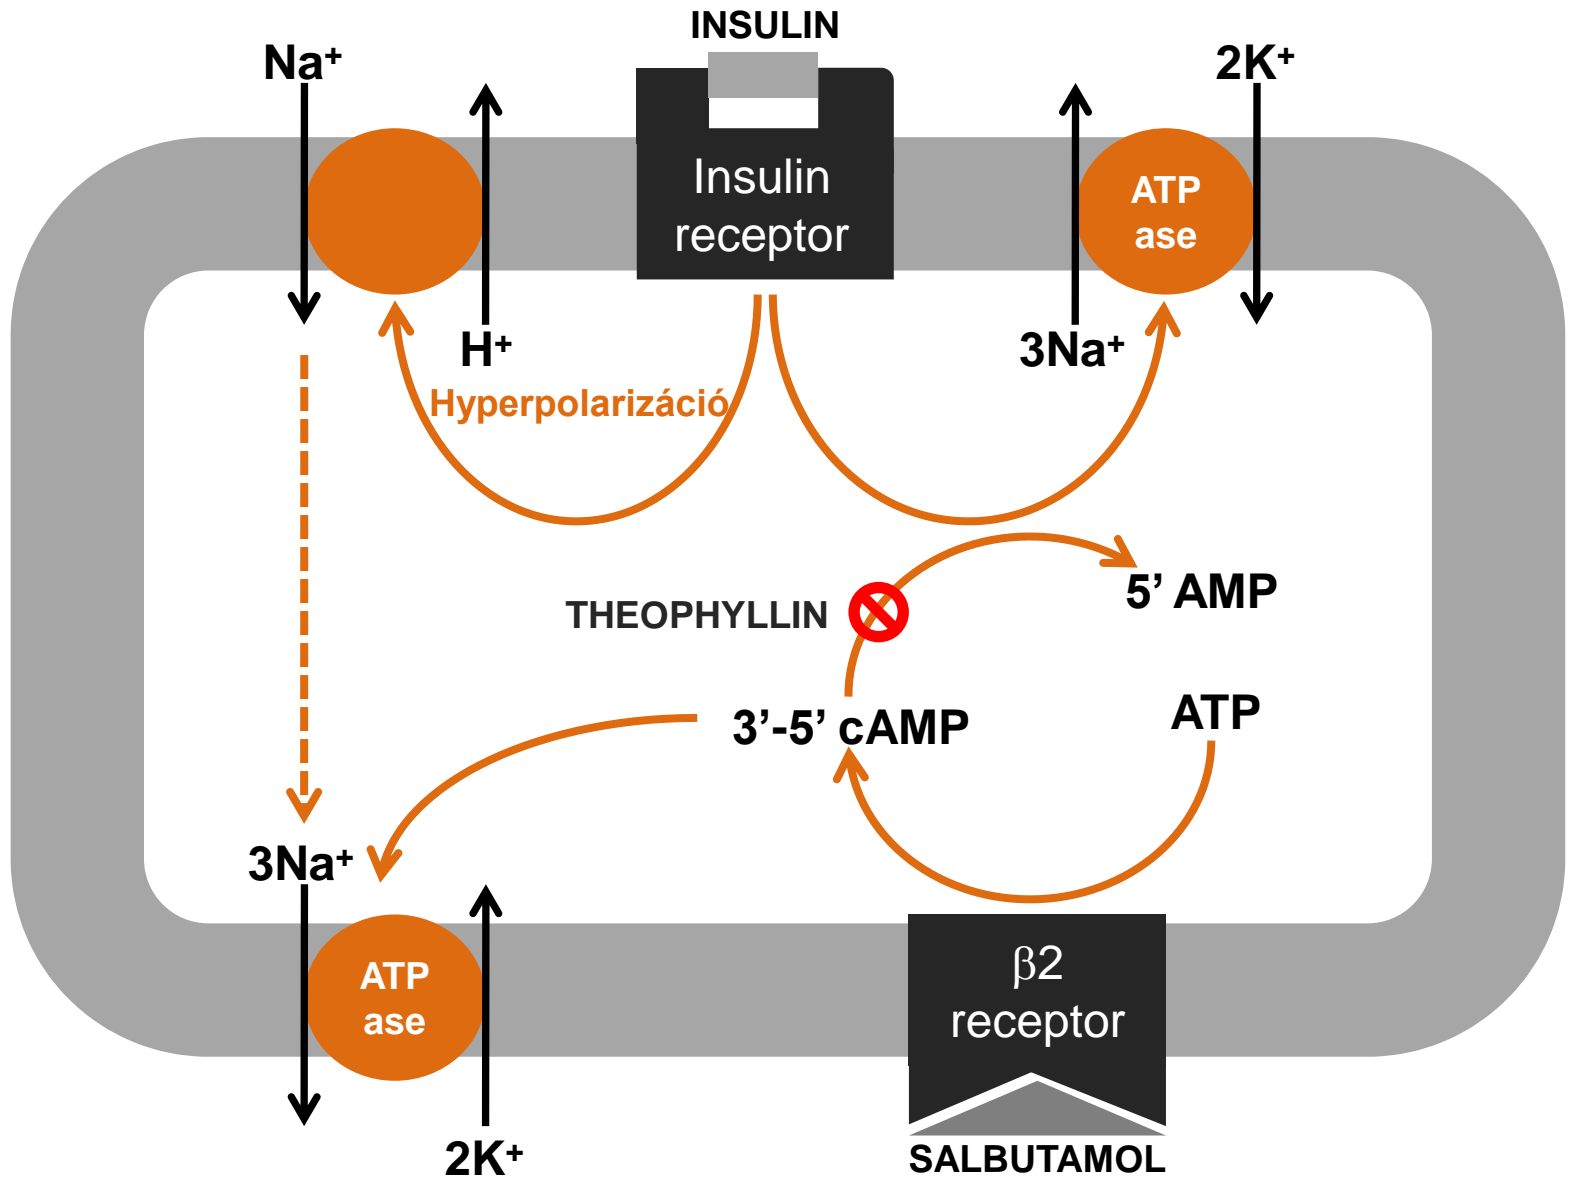 INSULIN
Na⁺
2K⁺
Insulin
receptor
ATP
ase
H⁺
3Na⁺
Hyperpolarizáció
5’ AMP
THEOPHYLLIN
3’-5’ cAMP
ATP
3Na⁺
ATP
ase
β2
receptor
2K⁺
SALBUTAMOL